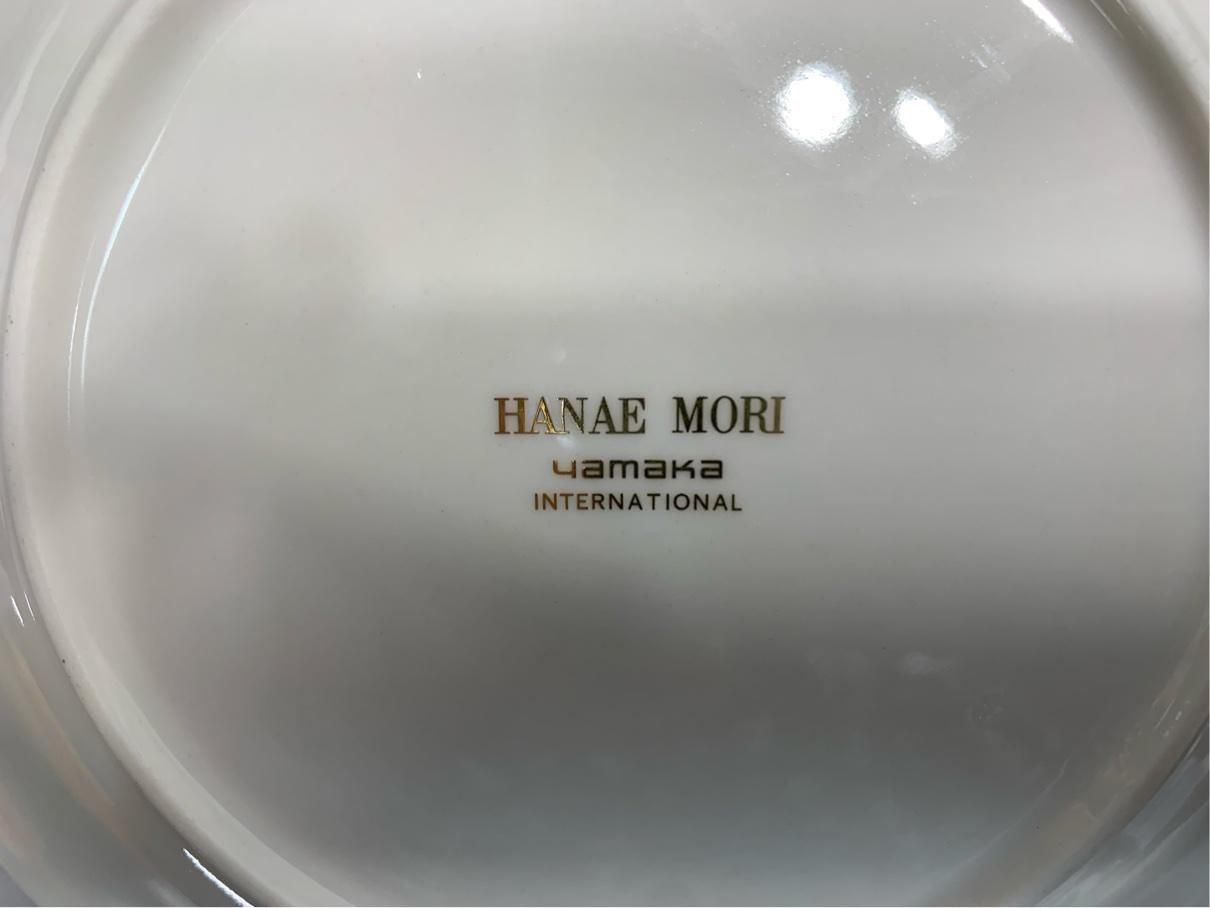 HANAE MORI
yamaka
INTERNATIONAL